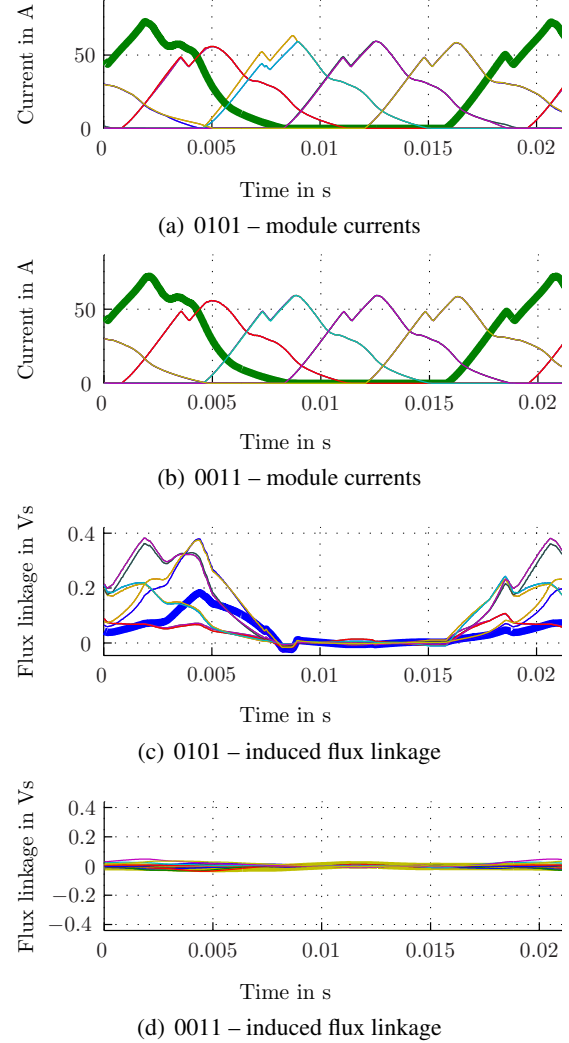 Current in A
50
0
0 0.005 0.01 0.015 0.02
Time in s
(a) 0101 – module currents
Current in A
50
0
0 0.005 0.01 0.015 0.02
Time in s
(b) 0011 – module currents
Flux linkage in Vs
0.4
0.2
0
0 0.005 0.01 0.015 0.02
Time in s
(c) 0101 – induced flux linkage
Flux linkage in Vs
0.4
0.2
0
−0.2
−0.4
0 0.005 0.01 0.015 0.02
Time in s
(d) 0011 – induced flux linkage